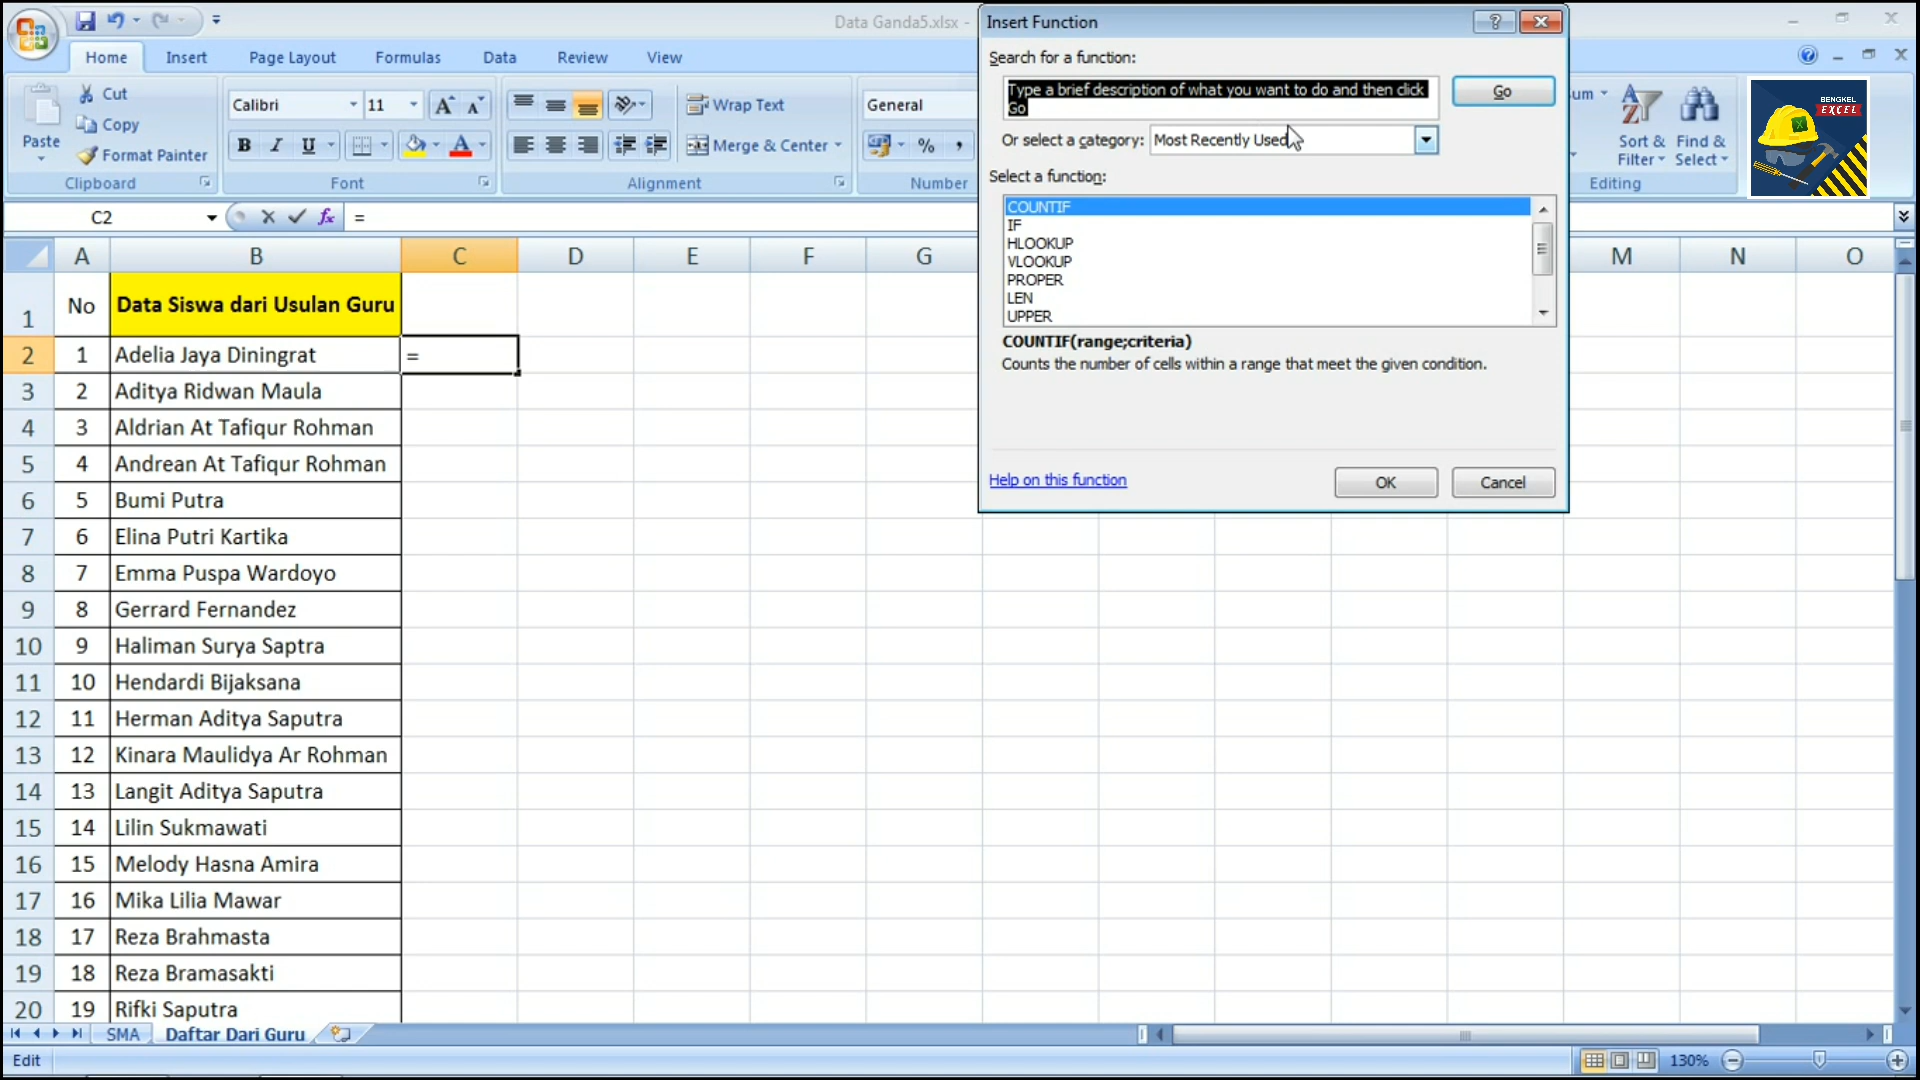 Data Ganda5.xlsx -
Home Insert Page Layout Formulas Data Review View
Cut
Copy
Format Painter
Paste
Clipboard
Calibri 11
B I U
Font
Wrap Text
Merge & Center
Alignment
General
% ,
Number
um
Sort & Filter
Find & Select
Editing
BENGKEL
EXCEL
C2 fx =
Insert Function
Search for a function:
Type a brief description of what you want to do and then click
Go
Go
Or select a category: Most Recently Used
Select a function:
COUNTIF
IF
HLOOKUP
VLOOKUP
PROPER
LEN
UPPER
COUNTIF(range;criteria)
Counts the number of cells within a range that meet the given condition.
Help on this function
OK Cancel
A B C D E F G M N O
1 No Data Siswa dari Usulan Guru
2 1 Adelia Jaya Diningrat =
3 2 Aditya Ridwan Maula
4 3 Aldrian At Tafiqur Rohman
5 4 Andrean At Tafiqur Rohman
6 5 Bumi Putra
7 6 Elina Putri Kartika
8 7 Emma Puspa Wardoyo
9 8 Gerrard Fernandez
10 9 Haliman Surya Saptra
11 10 Hendardi Bijaksana
12 11 Herman Aditya Saputra
13 12 Kinara Maulidya Ar Rohman
14 13 Langit Aditya Saputra
15 14 Lilin Sukmawati
16 15 Melody Hasna Amira
17 16 Mika Lilia Mawar
18 17 Reza Brahmasta
19 18 Reza Bramasakti
20 19 Rifki Saputra
SMA Daftar Dari Guru
Edit 130%